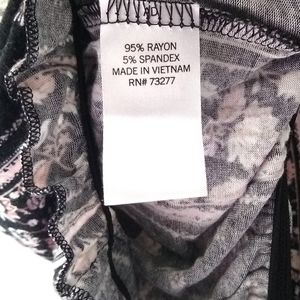 95% RAYON
5% SPANDEX
MADE IN VIETNAM
RN# 73277